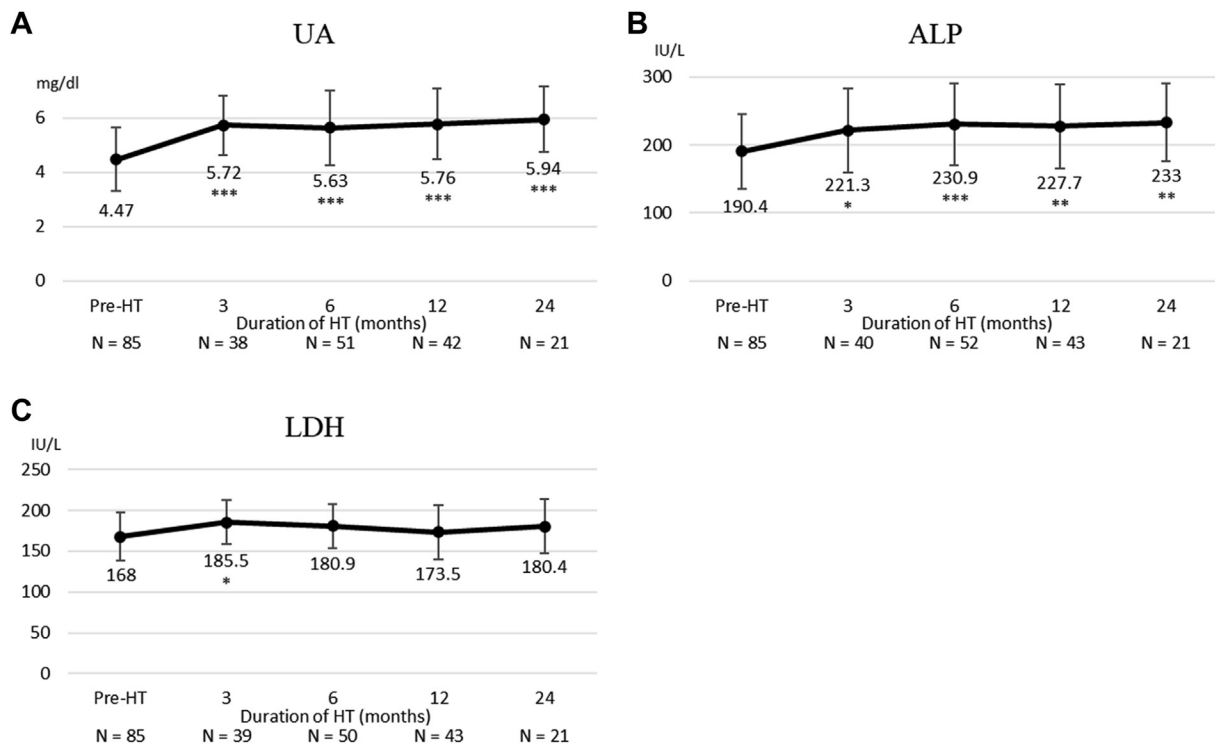 A
UA
mg/dl
6
4
2
0
4.47
5.72
***
5.63
***
5.76
***
5.94
***
Pre-HT 3 6 12 24
Duration of HT (months)
N = 85 N = 38 N = 51 N = 42 N = 21
B
ALP
IU/L
300
200
100
0
190.4
221.3
*
230.9
***
227.7
**
233
**
Pre-HT 3 6 12 24
Duration of HT (months)
N = 85 N = 40 N = 52 N = 43 N = 21
C
LDH
IU/L
250
200
150
100
50
0
168
185.5
*
180.9
173.5
180.4
Pre-HT 3 6 12 24
Duration of HT (months)
N = 85 N = 39 N = 50 N = 43 N = 21